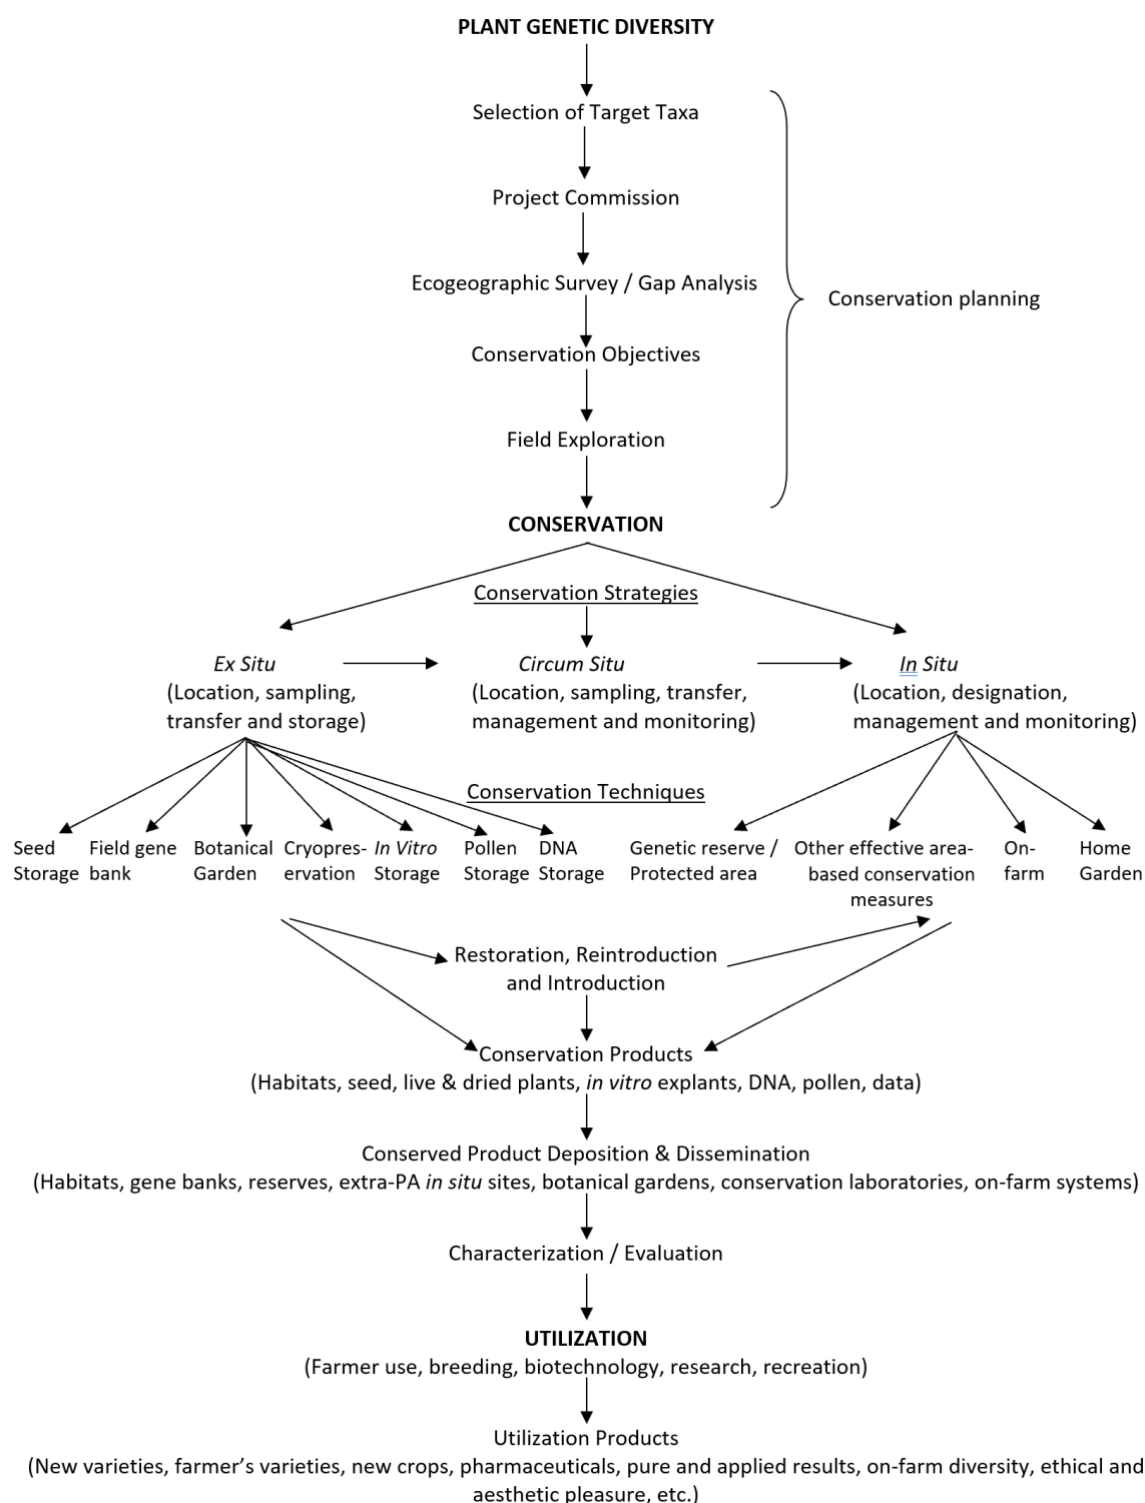 PLANT GENETIC DIVERSITY
Selection of Target Taxa
Project Commission
Ecogeographic Survey / Gap Analysis
Conservation planning
Conservation Objectives
Field Exploration
CONSERVATION
Conservation Strategies
Ex Situ
(Location, sampling,
transfer and storage)
Circum Situ
(Location, sampling, transfer,
management and monitoring)
In Situ
(Location, designation,
management and monitoring)
Conservation Techniques
Seed
Storage
Field gene
bank
Botanical
Garden
Cryopres-
ervation
In Vitro
Storage
Pollen
Storage
DNA
Storage
Genetic reserve /
Protected area
Other effective area-
based conservation
measures
On-
farm
Home
Garden
Restoration, Reintroduction
and Introduction
Conservation Products
(Habitats, seed, live & dried plants, in vitro explants, DNA, pollen, data)
Conserved Product Deposition & Dissemination
(Habitats, gene banks, reserves, extra-PA in situ sites, botanical gardens, conservation laboratories, on-farm systems)
Characterization / Evaluation
UTILIZATION
(Farmer use, breeding, biotechnology, research, recreation)
Utilization Products
(New varieties, farmer’s varieties, new crops, pharmaceuticals, pure and applied results, on-farm diversity, ethical and
aesthetic pleasure, etc.)